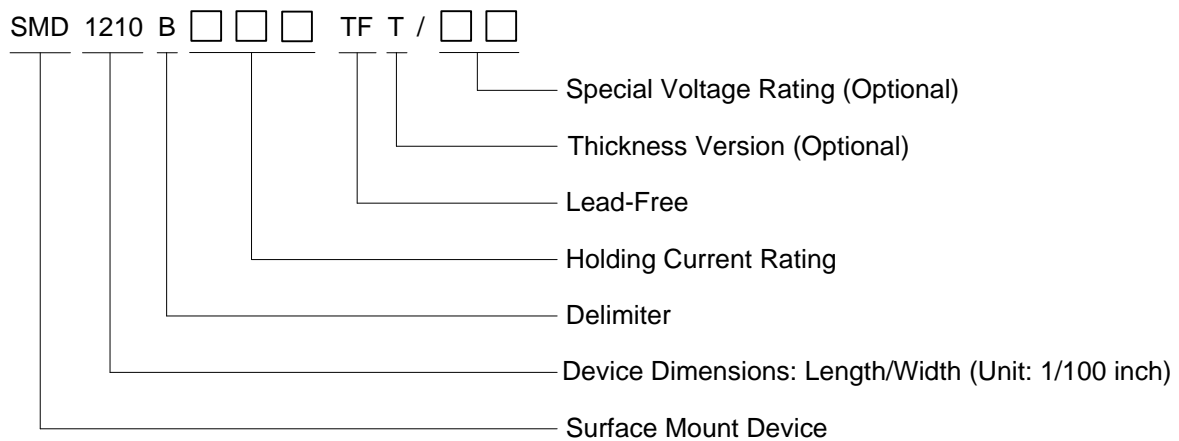 SMD 1210 B □ □ □ TF T / □ □
Special Voltage Rating (Optional)
Thickness Version (Optional)
Lead-Free
Holding Current Rating
Delimiter
Device Dimensions: Length/Width (Unit: 1/100 inch)
Surface Mount Device